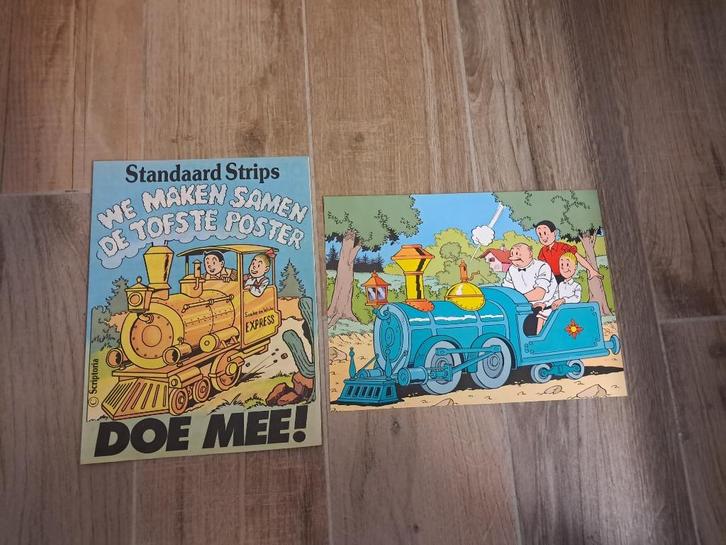 Standaard Strips
WE MAKEN SAMEN
DE TOFSTE POSTER
EXPRESS
© Scriptoria
DOE MEE!